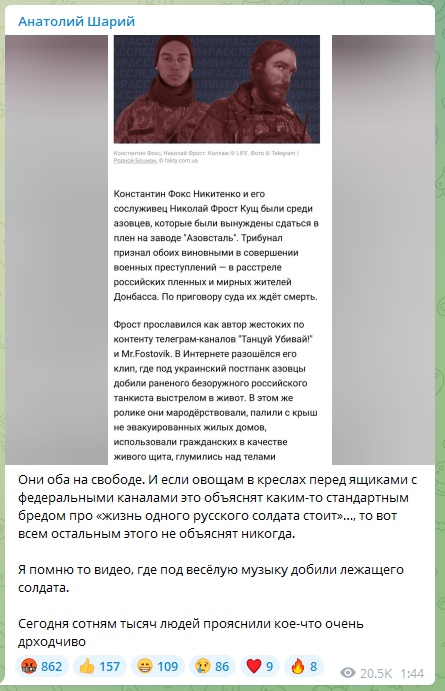 Анатолий Шарий
Константин Фокс, Николай Фрост. Коллаж © LIFE. Фото © Telegram /
Родной Боцман, © fakty.com.ua
Константин Фокс Никитенко и его
сослуживец Николай Фрост Кущ были среди
азовцев, которые были вынуждены сдаться в
плен на заводе "Азовсталь". Трибунал
признал обоих виновными в совершении
военных преступлений — в расстреле
российских пленных и мирных жителей
Донбасса. По приговору суда их ждёт смерть.
Фрост прославился как автор жестоких по
контенту телеграм-каналов "Танцуй Убивай!"
и Mr.Fostovik. В Интернете разошёлся его
клип, где под украинский постпанк азовцы
добили раненого безоружного российского
танкиста выстрелом в живот. В этом же
ролике они мародёрствовали, палили с крыш
не эвакуированных жилых домов,
использовали гражданских в качестве
живого щита, глумились над телами
Они оба на свободе. И если овощам в креслах перед ящиками с
федеральными каналами это объяснят каким-то стандартным
бредом про «жизнь одного русского солдата стоит»..., то вот
всем остальным этого не объяснят никогда.
Я помню то видео, где под весёлую музыку добили лежащего
солдата.
Сегодня сотням тысяч людей прояснили кое-что очень
дрходчиво
862 157 109 86 9 8
20.5K 1:44